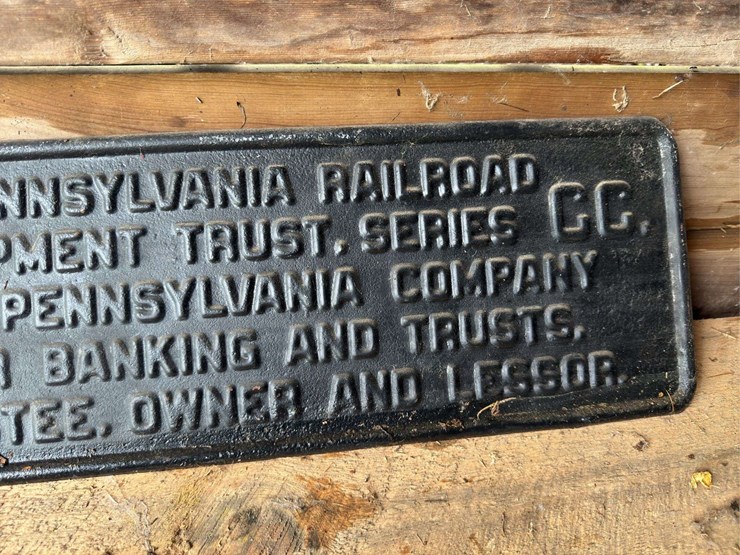 NNSYLVANIA RAILROAD
PMENT TRUST. SERIES CC.
PENNSYLVANIA COMPANY
BANKING AND TRUSTS.
TEE. OWNER AND LESSOR.